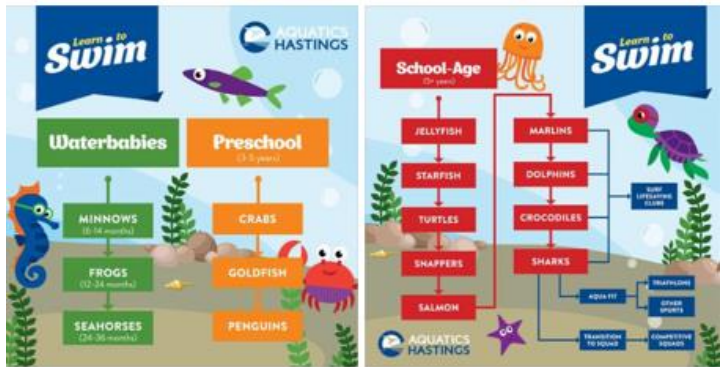 Learn to
Swim
AQUATICS
HASTINGS
Waterbabies
Preschool
(3-5 years)
MINNOWS
(6-14 months)
CRABS
FROGS
(12-24 months)
GOLDFISH
SEAHORSES
(24-36 months)
PENGUINS
School-Age
(5+ years)
Learn to
Swim
JELLYFISH
STARFISH
TURTLES
SNAPPERS
SALMON
MARLINS
DOLPHINS
CROCODILES
SHARKS
SURF
LIFESAVING
CLUBS
AQUA FIT
TRIATHLONS
OTHER
SPORTS
TRANSITION
TO SQUAD
COMPETITIVE
SQUADS
AQUATICS
HASTINGS